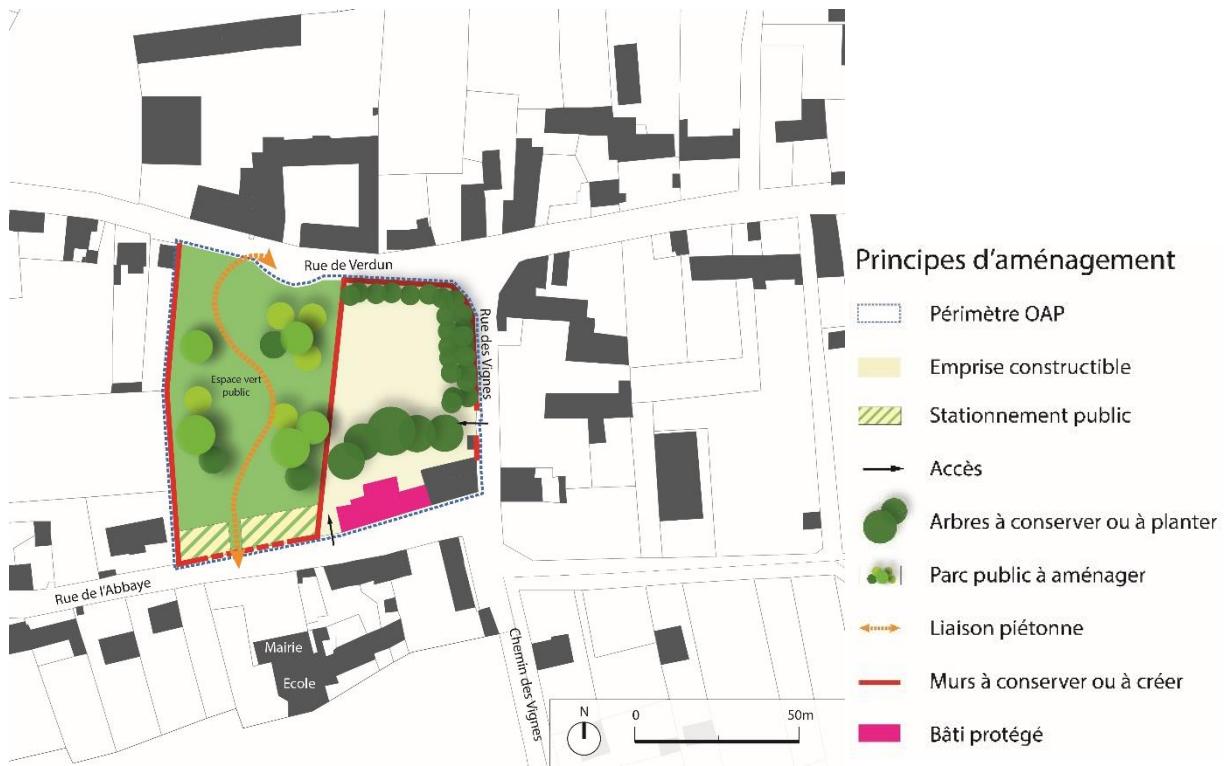 Rue de Verdun
Rue des Vignes
Espace vert
public
Rue de l'Abbaye
Mairie
Ecole
Chemin des Vignes
N
0
50m
Principes d'aménagement
Périmètre OAP
Emprise constructible
Stationnement public
Accès
Arbres à conserver ou à planter
Parc public à aménager
Liaison piétonne
Murs à conserver ou à créer
Bâti protégé